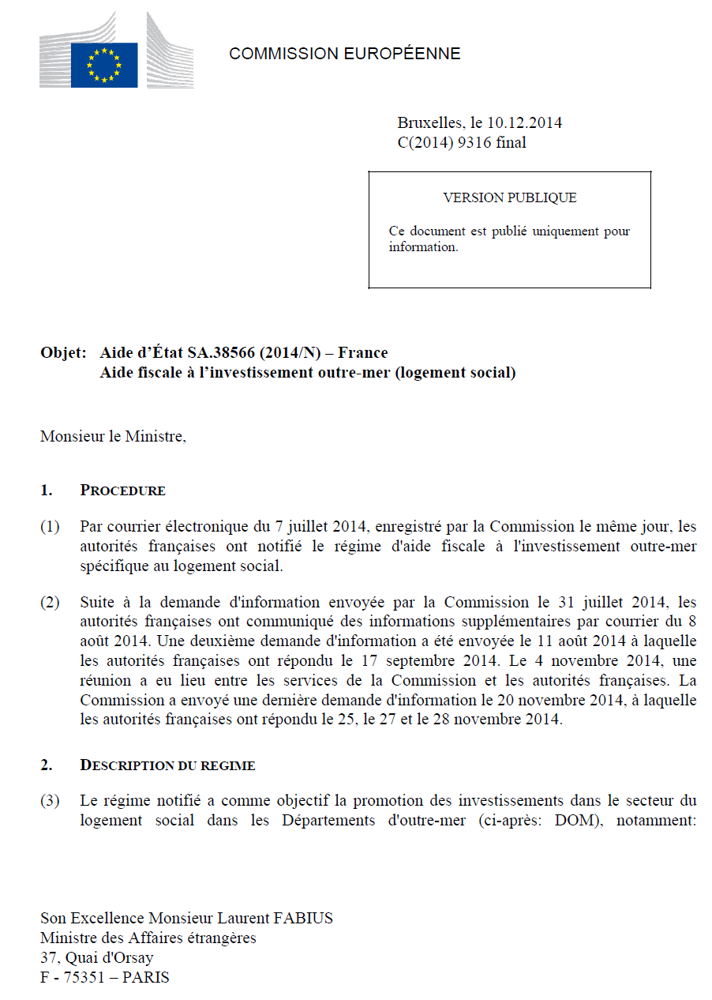 COMMISSION EUROPÉENNE
Bruxelles, le 10.12.2014
C(2014) 9316 final
VERSION PUBLIQUE
Ce document est publié uniquement pour
information.
Objet: Aide d’État SA.38566 (2014/N) – France
Aide fiscale à l’investissement outre-mer (logement social)
Monsieur le Ministre,
1. PROCEDURE
(1) Par courrier électronique du 7 juillet 2014, enregistré par la Commission le même jour, les
autorités françaises ont notifié le régime d'aide fiscale à l'investissement outre-mer
spécifique au logement social.
(2) Suite à la demande d'information envoyée par la Commission le 31 juillet 2014, les
autorités françaises ont communiqué des informations supplémentaires par courrier du 8
août 2014. Une deuxième demande d'information a été envoyée le 11 août 2014 à laquelle
les autorités françaises ont répondu le 17 septembre 2014. Le 4 novembre 2014, une
réunion a eu lieu entre les services de la Commission et les autorités françaises. La
Commission a envoyé une dernière demande d'information le 20 novembre 2014, à laquelle
les autorités françaises ont répondu le 25, le 27 et le 28 novembre 2014.
2. DESCRIPTION DU REGIME
(3) Le régime notifié a comme objectif la promotion des investissements dans le secteur du
logement social dans les Départements d'outre-mer (ci-après: DOM), notamment:
Son Excellence Monsieur Laurent FABIUS
Ministre des Affaires étrangères
37, Quai d'Orsay
F - 75351 – PARIS